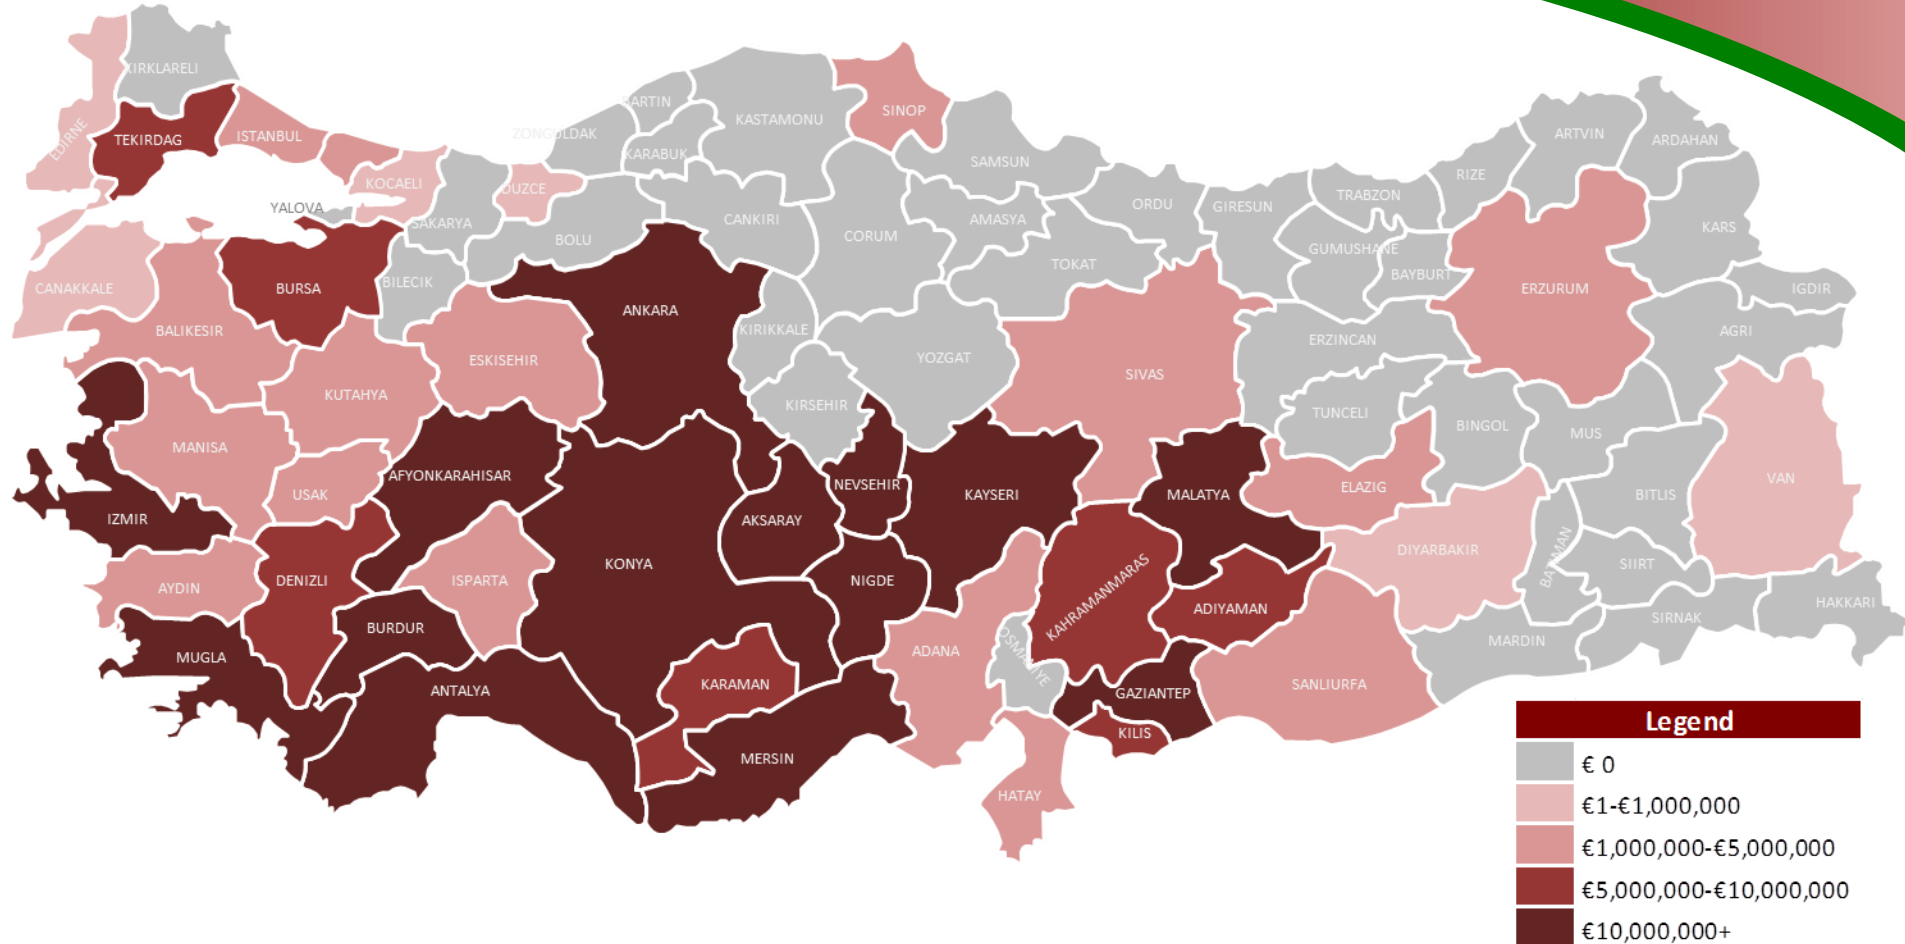 KIRKLARELI
EDIRNE
TEKIRDAG
ISTANBUL
KOCAELI
YALOVA
SAKARYA
DUZCE
ZONGULDAK
BARTIN
KARABUK
KASTAMONU
SINOP
SAMSUN
ORDU
GIRESUN
TRABZON
RIZE
ARTVIN
ARDAHAN
CANAKKALE
BURSA
BILECIK
BOLU
CANKIRI
CORUM
AMASYA
TOKAT
GUMUSHANE
BAYBURT
ERZURUM
KARS
IGDIR
BALIKESIR
KUTAHYA
ESKISEHIR
ANKARA
KIRIKKALE
KIRSEHIR
YOZGAT
SIVAS
ERZINCAN
TUNCELI
BINGOL
MUS
AGRI
MANISA
USAK
AFYONKARAHISAR
IZMIR
KONYA
AKSARAY
NEVSEHIR
KAYSERI
MALATYA
ELAZIG
DIYARBAKIR
BATMAN
BITLIS
SIIRT
VAN
AYDIN
DENIZLI
ISPARTA
BURDUR
NIGDE
KAHRAMANMARAS
ADIYAMAN
MARDIN
SIRNAK
HAKKARI
MUGLA
ANTALYA
KARAMAN
MERSIN
ADANA
OSMANIYE
GAZIANTEP
KILIS
SANLIURFA
HATAY
Legend
€ 0
€1-€1,000,000
€1,000,000-€5,000,000
€5,000,000-€10,000,000
€10,000,000+